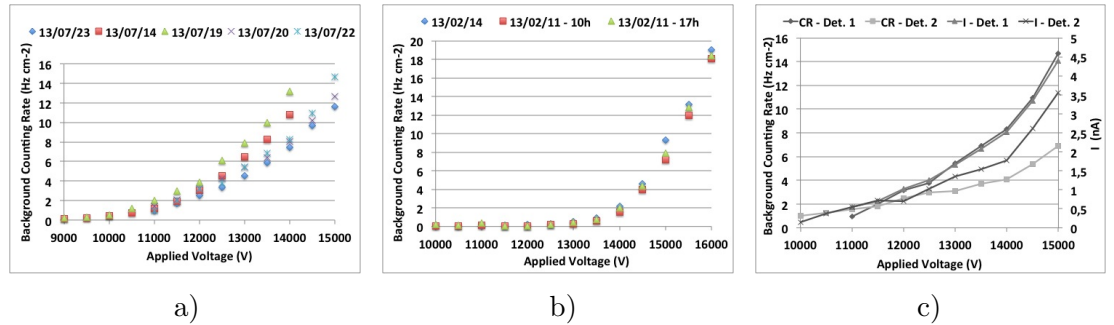 13/07/23 13/07/14 13/07/19 13/07/20 13/07/22
Background Counting Rate (Hz cm-2)
16
14
12
10
8
6
4
2
0
9000 10000 11000 12000 13000 14000 15000
Applied Voltage (V)
a)
13/02/14 13/02/11 - 10h 13/02/11 - 17h
Background Counting Rate (Hz cm-2)
20
18
16
14
12
10
8
6
4
2
0
10000 11000 12000 13000 14000 15000 16000
Applied Voltage (V)
b)
CR - Det. 1 CR - Det. 2 I - Det. 1 I - Det. 2
Background Counting Rate (Hz cm-2)
16
14
12
10
8
6
4
2
0
10000 11000 12000 13000 14000 15000
Applied Voltage (V)
5
4,5
4
3,5
3
2,5
2
1,5
1
0,5
0
I (nA)
c)